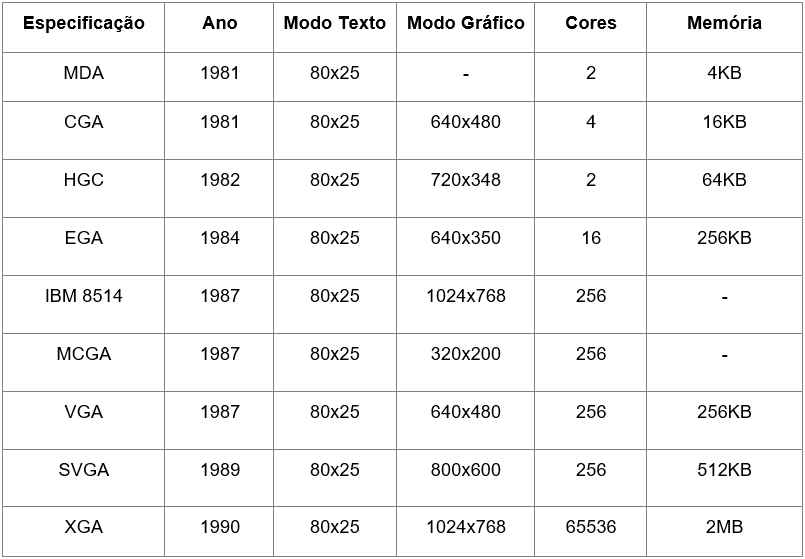 Especificação Ano Modo Texto Modo Gráfico Cores Memória
MDA 1981 80x25 - 2 4KB
CGA 1981 80x25 640x480 4 16KB
HGC 1982 80x25 720x348 2 64KB
EGA 1984 80x25 640x350 16 256KB
IBM 8514 1987 80x25 1024x768 256 -
MCGA 1987 80x25 320x200 256 -
VGA 1987 80x25 640x480 256 256KB
SVGA 1989 80x25 800x600 256 512KB
XGA 1990 80x25 1024x768 65536 2MB